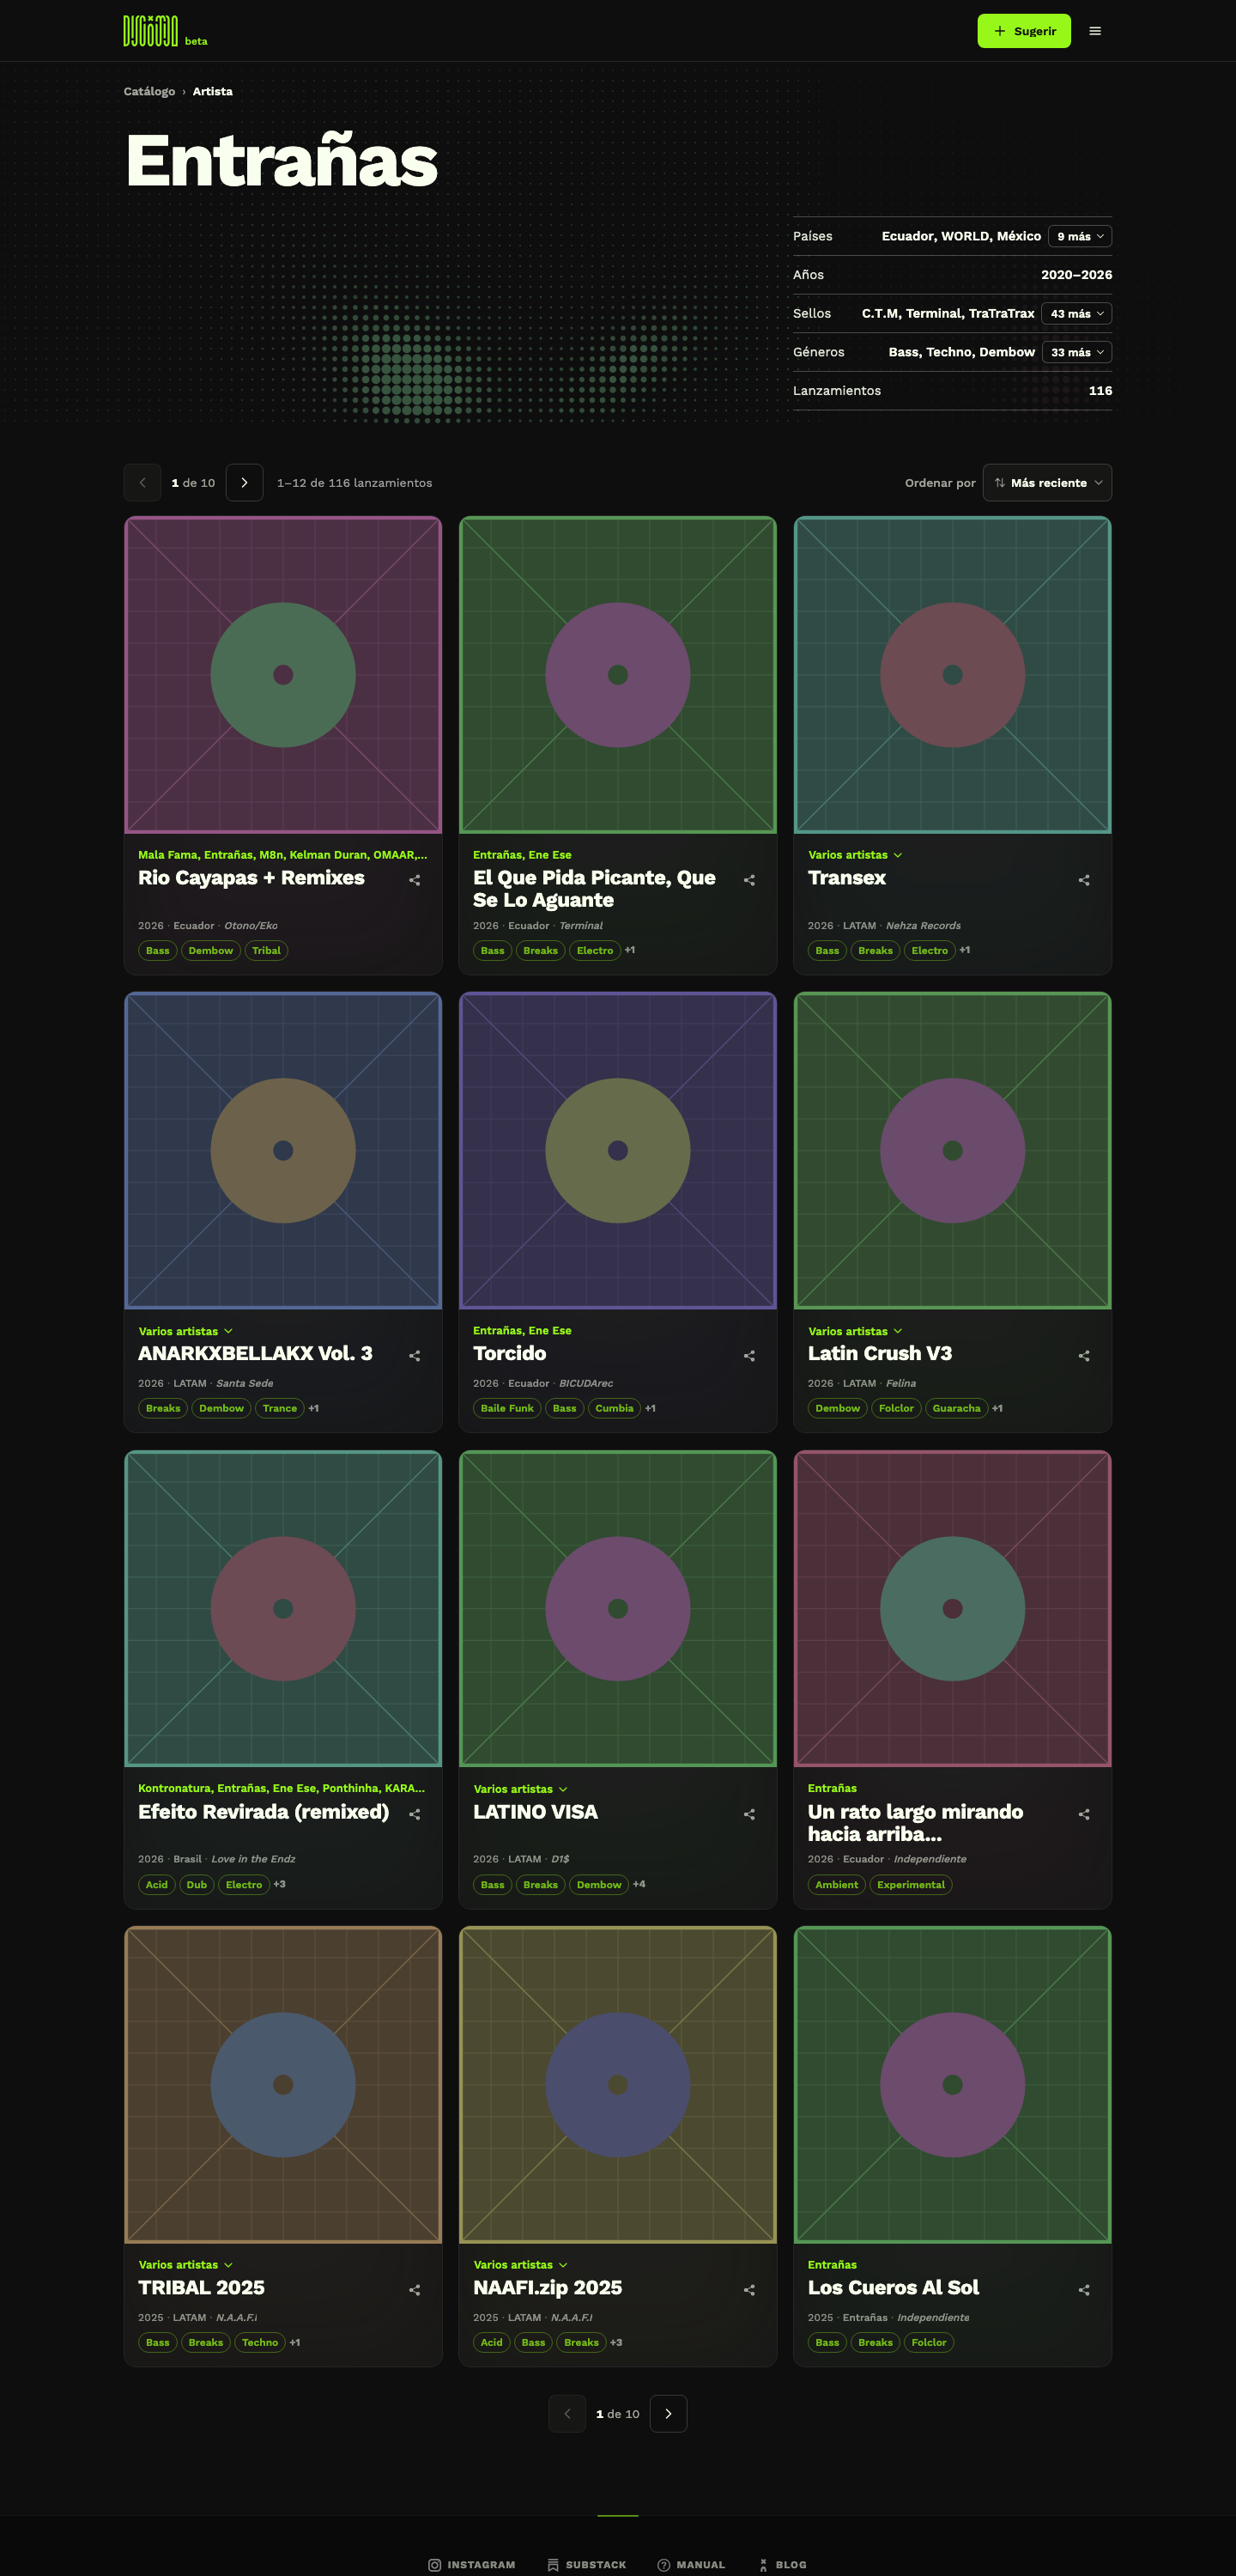 beta
Sugerir
Catálogo › Artista
Entrañas
Países Ecuador, WORLD, México 9 más
Años 2020–2026
Sellos C.T.M, Terminal, TraTraTrax 43 más
Géneros Bass, Techno, Dembow 33 más
Lanzamientos 116
1 de 10 1–12 de 116 lanzamientos Ordenar por Más reciente
Mala Fama, Entrañas, M8n, Kelman Duran, OMAAR,...
Rio Cayapas + Remixes
2026 · Ecuador · Otono/Eko
Bass Dembow Tribal
Entrañas, Ene Ese
El Que Pida Picante, Que
Se Lo Aguante
2026 · Ecuador · Terminal
Bass Breaks Electro +1
Varios artistas
Transex
2026 · LATAM · Nehza Records
Bass Breaks Electro +1
Varios artistas
ANARKXBELLAKX Vol. 3
2026 · LATAM · Santa Sede
Breaks Dembow Trance +1
Entrañas, Ene Ese
Torcido
2026 · Ecuador · BICUDArec
Baile Funk Bass Cumbia +1
Varios artistas
Latin Crush V3
2026 · LATAM · Felina
Dembow Folclor Guaracha +1
Kontronatura, Entrañas, Ene Ese, Ponthinha, KARA...
Efeito Revirada (remixed)
2026 · Brasil · Love in the Endz
Acid Dub Electro +3
Varios artistas
LATINO VISA
2026 · LATAM · D1$
Bass Breaks Dembow +4
Entrañas
Un rato largo mirando
hacia arriba...
2026 · Ecuador · Independiente
Ambient Experimental
Varios artistas
TRIBAL 2025
2025 · LATAM · N.A.A.F.I
Bass Breaks Techno +1
Varios artistas
NAAFI.zip 2025
2025 · LATAM · N.A.A.F.I
Acid Bass Breaks +3
Entrañas
Los Cueros Al Sol
2025 · Entrañas · Independiente
Bass Breaks Folclor
1 de 10
INSTAGRAM SUBSTACK MANUAL BLOG